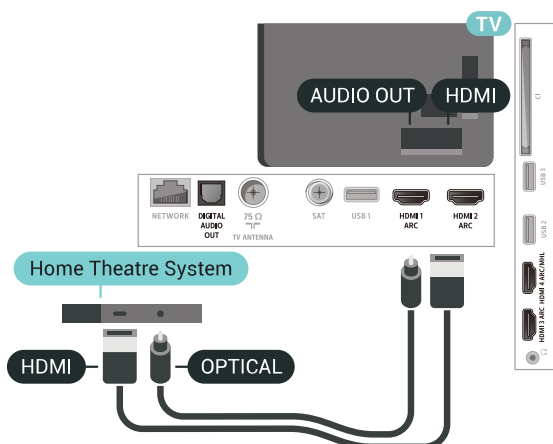 TV
AUDIO OUT
HDMI
CI
USB 3
USB 2
HDMI 4 ARC/MHL
HDMI 3 ARC
NETWORK
DIGITAL
AUDIO
OUT
75 Ω
TV ANTENNA
SAT
USB 1
HDMI 1
ARC
HDMI 2
ARC
Home Theatre System
HDMI
OPTICAL